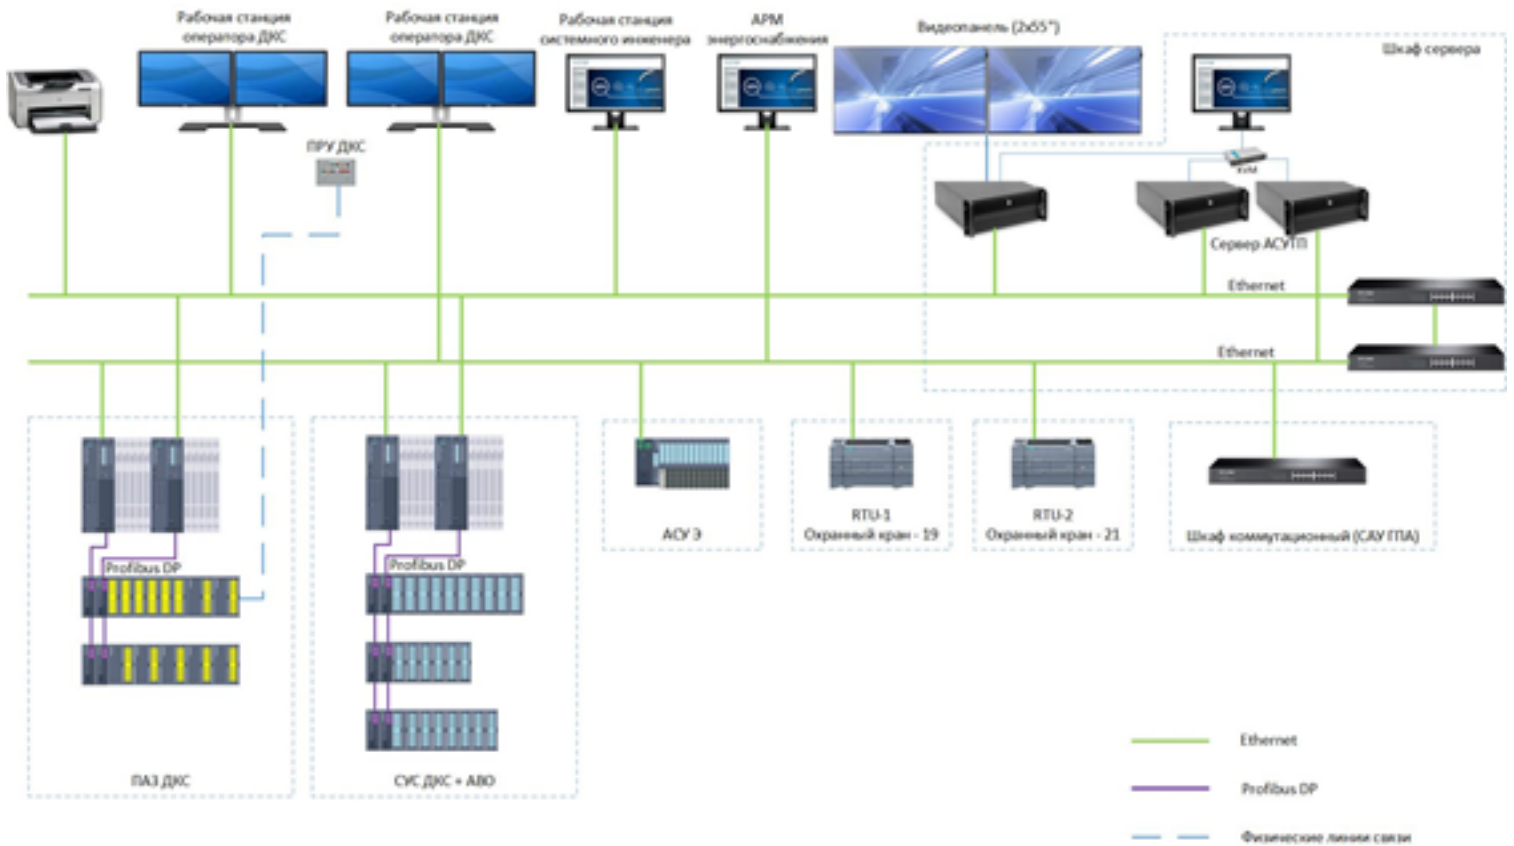 Рабочая станция
оператора ДКС
Рабочая станция
оператора ДКС
Рабочая станция
системного инженера
АРМ
энергоснабжения
Видеопанель (2х55")
Шкаф сервера
ПРУ ДКС
KVM
Сервер АСУТП
Ethernet
Ethernet
Profibus DP
ПАЗ ДКС
Profibus DP
СУС ДКС + АВО
АСУ Э
RTU-1
Охранный кран - 19
RTU-2
Охранный кран - 21
Шкаф коммутационный (САУ ГПА)
Ethernet
Profibus DP
Физические линии связи